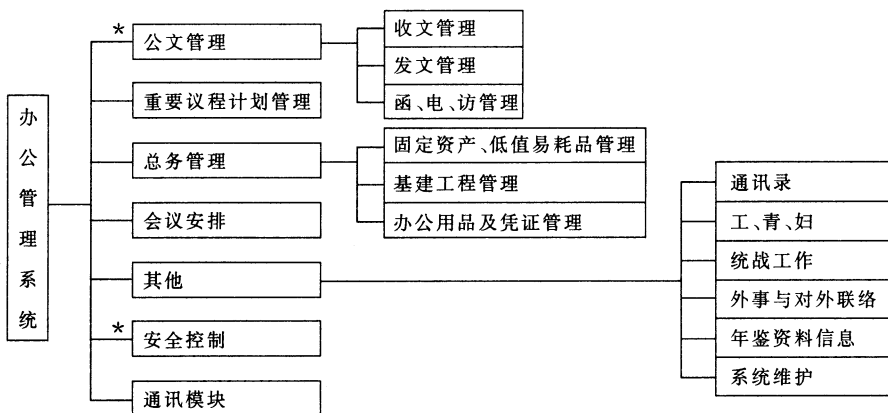 办公管理系统
* 公文管理
重要议程计划管理
总务管理
会议安排
其他
* 安全控制
通讯模块
收文管理
发文管理
函、电、访管理
固定资产、低值易耗品管理
基建工程管理
办公用品及凭证管理
通讯录
工、青、妇
统战工作
外事与对外联络
年鉴资料信息
系统维护